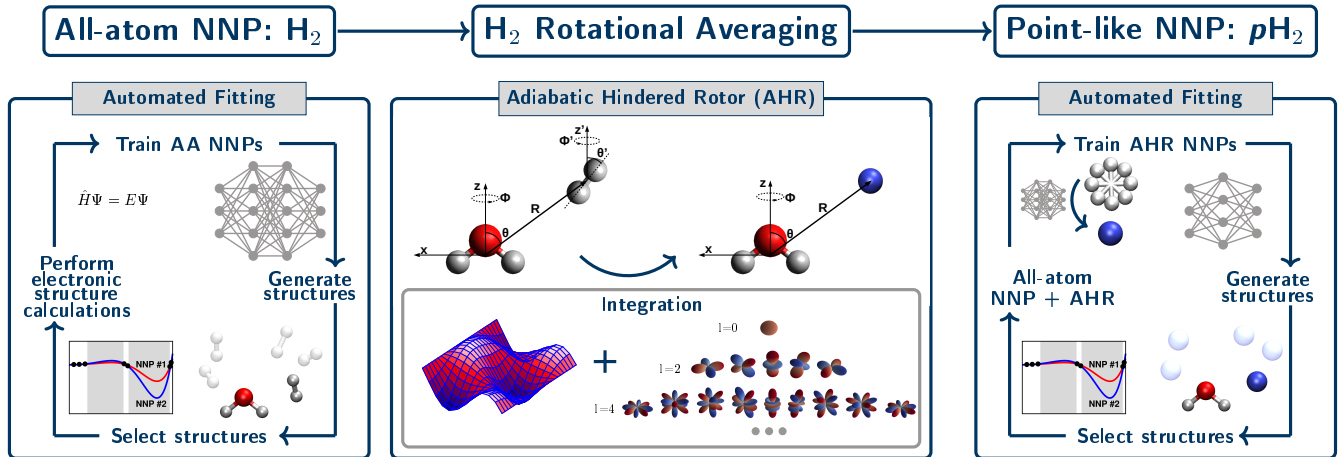 All-atom NNP: H₂
H₂ Rotational Averaging
Point-like NNP: pH₂
Automated Fitting
Train AA NNPs
ĤΨ = EΨ
Perform
electronic
structure
calculations
Generate
structures
NNP #1
NNP #2
Select structures
Adiabatic Hindered Rotor (AHR)
z'
Φ'
θ'
z
Φ
R
θ
x
z
Φ
R
θ
x
Integration
+
l=0
l=2
l=4
Automated Fitting
Train AHR NNPs
All-atom
NNP + AHR
Generate
structures
NNP #1
NNP #2
Select structures